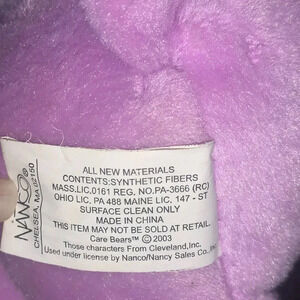 NANCO®
CHELSEA, MA 02150
ALL NEW MATERIALS
CONTENTS:SYNTHETIC FIBERS
MASS.LIC.0161 REG. NO.PA-3666 (RC)
OHIO LIC. PA 488 MAINE LIC. 147 - ST
SURFACE CLEAN ONLY
MADE IN CHINA
THIS ITEM MAY NOT BE SOLD AT RETAIL.
Care Bears™ © 2003
Those characters From Cleveland,Inc.
Used under license by Nanco/Nancy Sales Co., Inc.